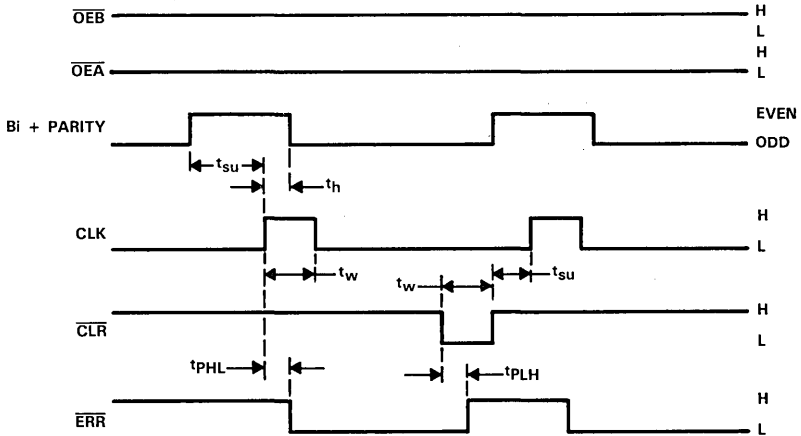 OEB H
L
OEA H
L
Bi + PARITY EVEN
ODD
tsu
th
CLK H
L
tw
tw
tsu
CLR H
L
tPHL
tPLH
ERR H
L